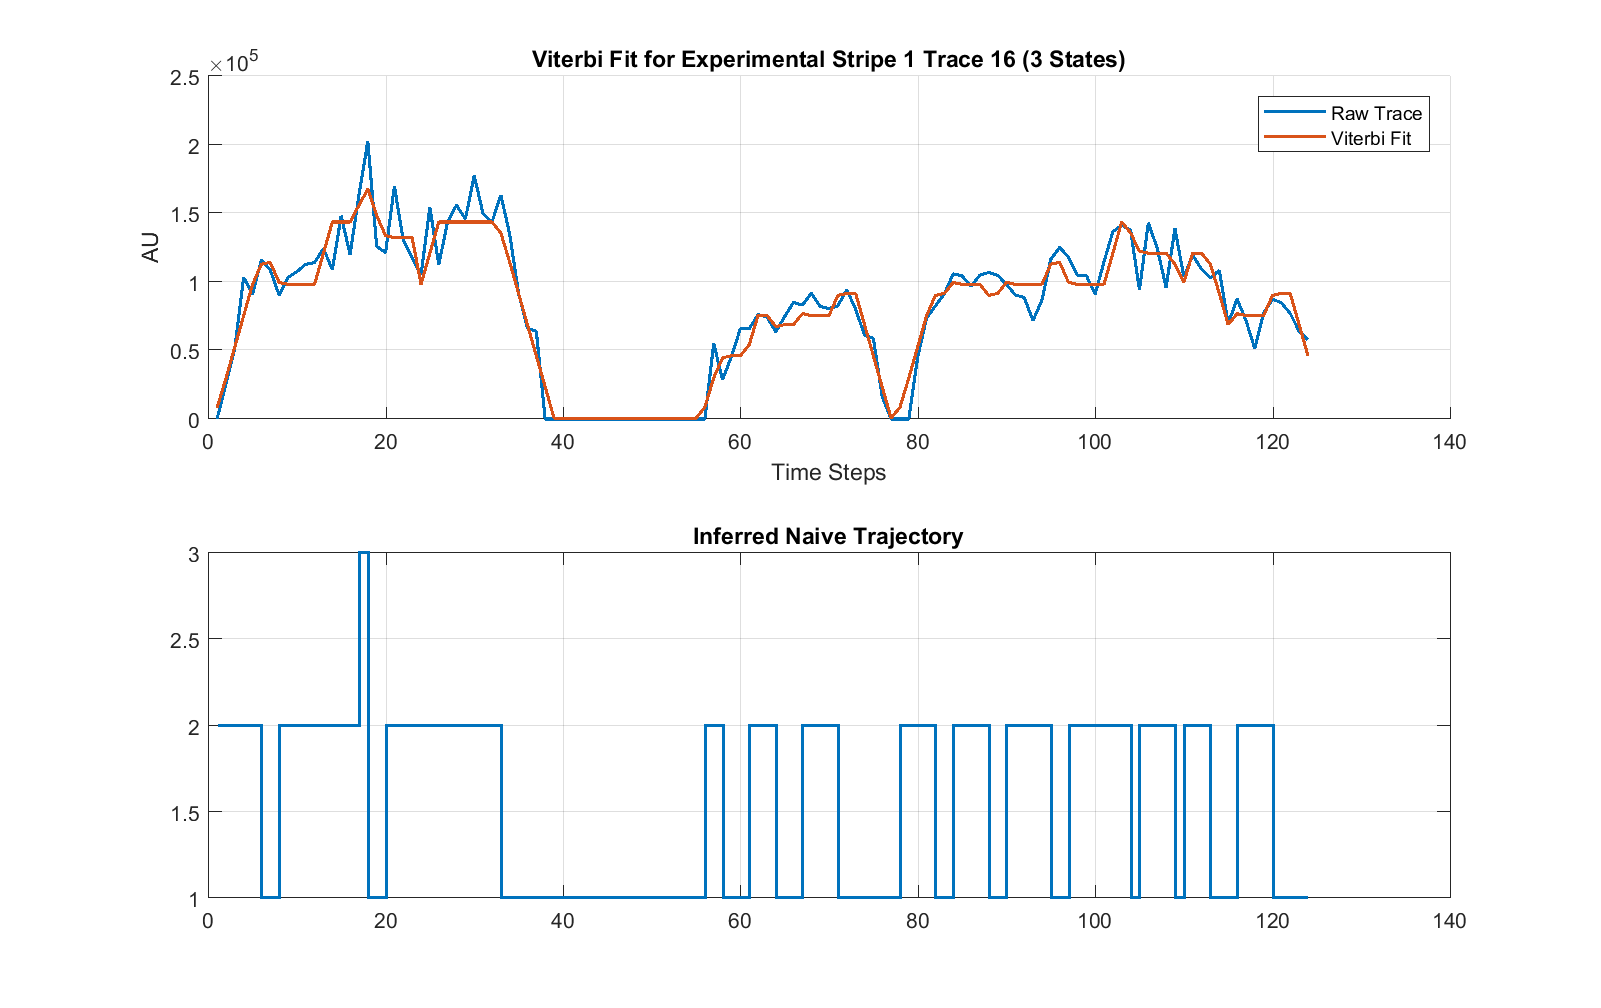 Viterbi Fit for Experimental Stripe 1 Trace 16 (3 States)
×10^5
2.5
2
1.5
1
0.5
0
AU
Raw Trace
Viterbi Fit
0 20 40 60 80 100 120 140
Time Steps
Inferred Naive Trajectory
3
2.5
2
1.5
1
0 20 40 60 80 100 120 140